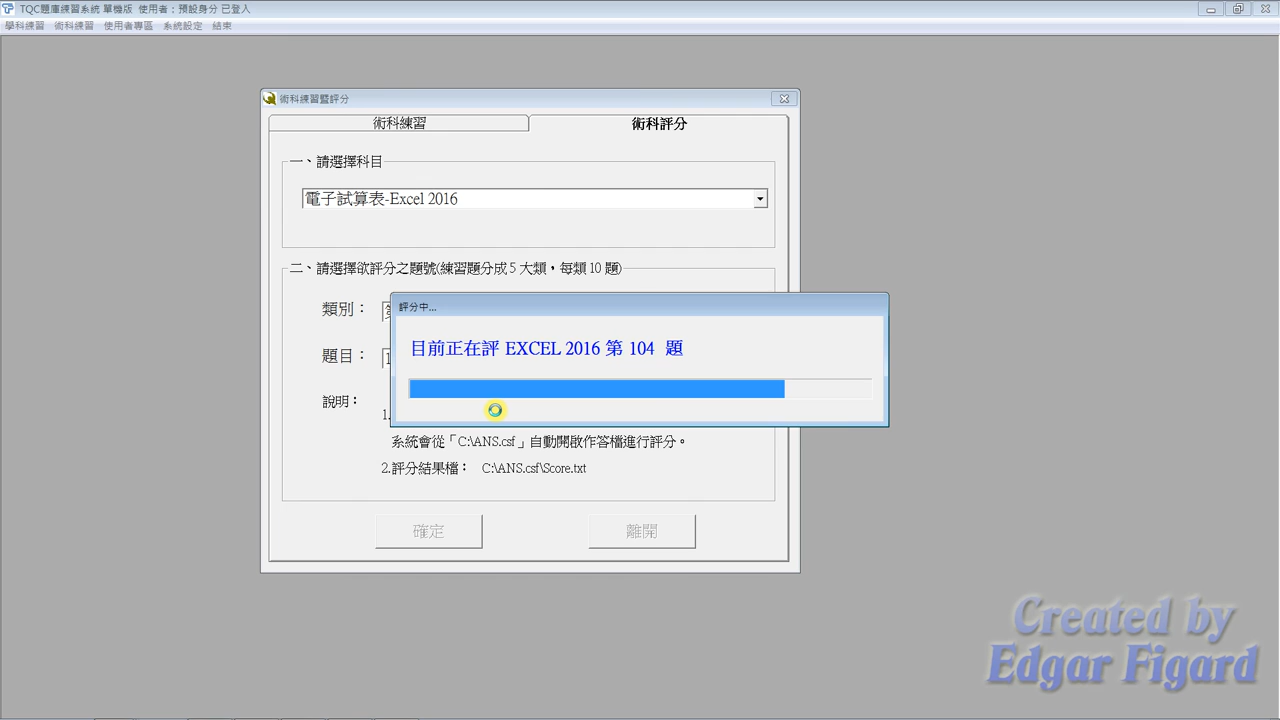 TQC題庫練習系統 單機版 使用者：預設身分 已登入
學科練習 術科練習 使用者專區 系統設定 結束
術科練習暨評分
術科練習 術科評分
一、請選擇科目
電子試算表-Excel 2016
二、請選擇欲評分之題號(練習題分成 5 大類，每類 10 題)
類別：
評分中...
目前正在評 EXCEL 2016 第 104 題
題目：
說明：
1.
系統會從「C:\ANS.csf」自動開啟作答檔進行評分。
2.評分結果檔： C:\ANS.csf\Score.txt
確定 離開
Created by
Edgar Figard